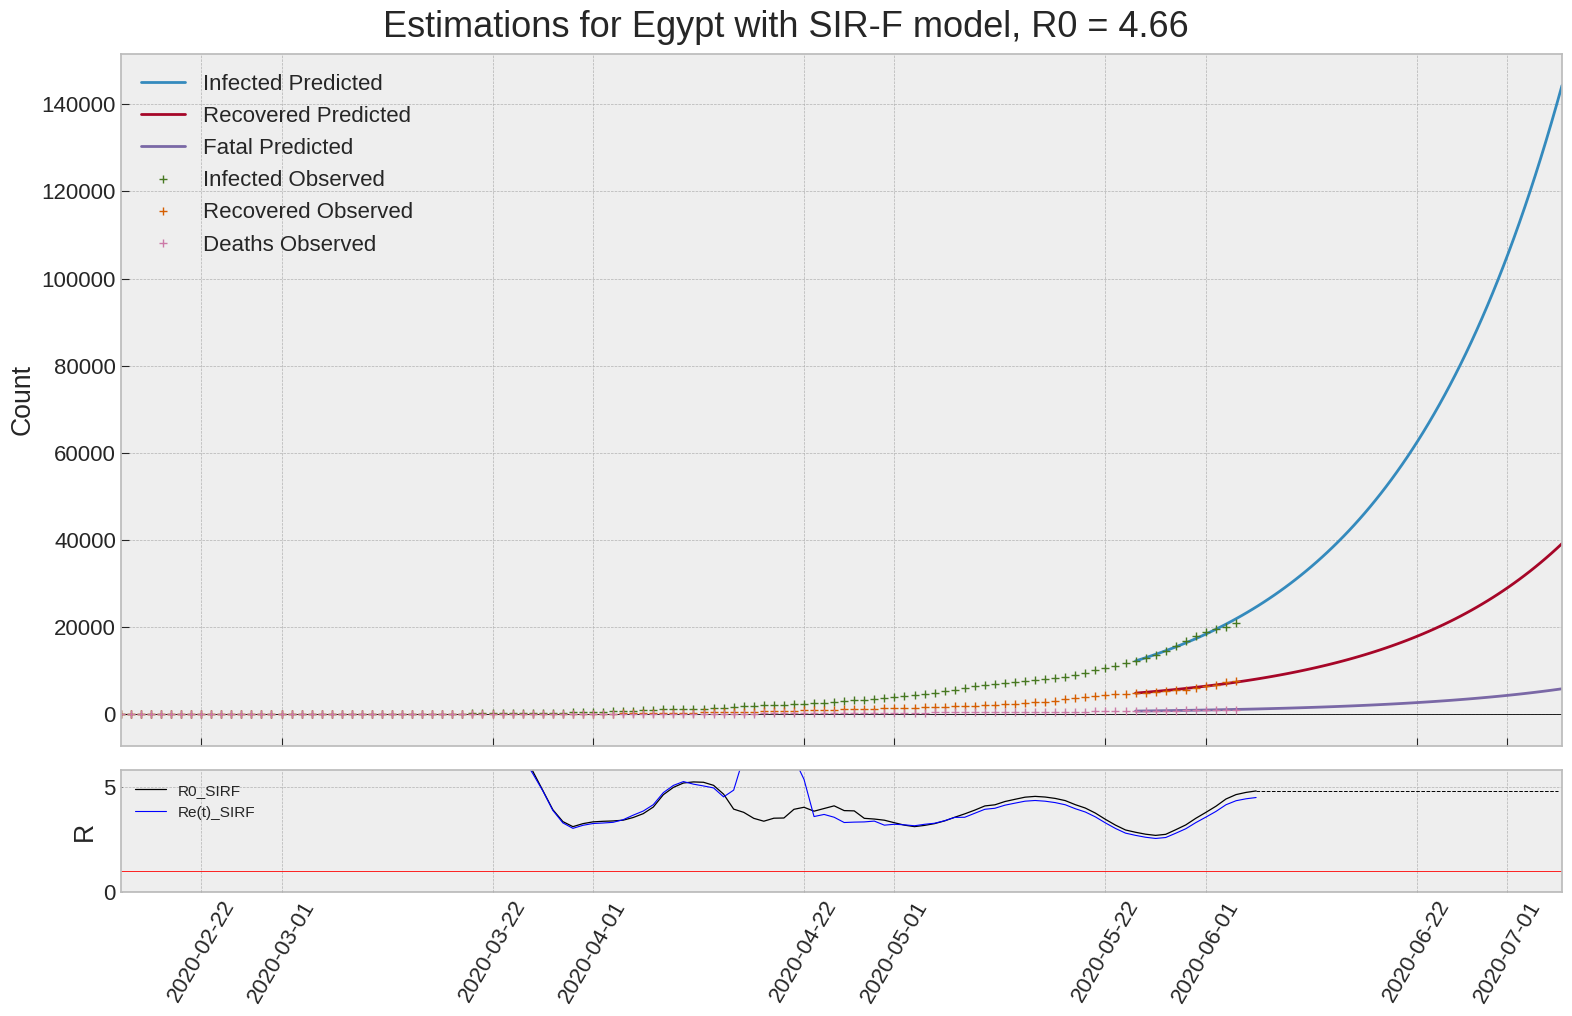 Estimations for Egypt with SIR-F model, R0 = 4.66
Infected Predicted
Recovered Predicted
Fatal Predicted
Infected Observed
Recovered Observed
Deaths Observed
140000
120000
100000
80000
60000
40000
20000
0
Count
R0_SIRF
Re(t)_SIRF
5
0
R
2020-02-22
2020-03-01
2020-03-22
2020-04-01
2020-04-22
2020-05-01
2020-05-22
2020-06-01
2020-06-22
2020-07-01